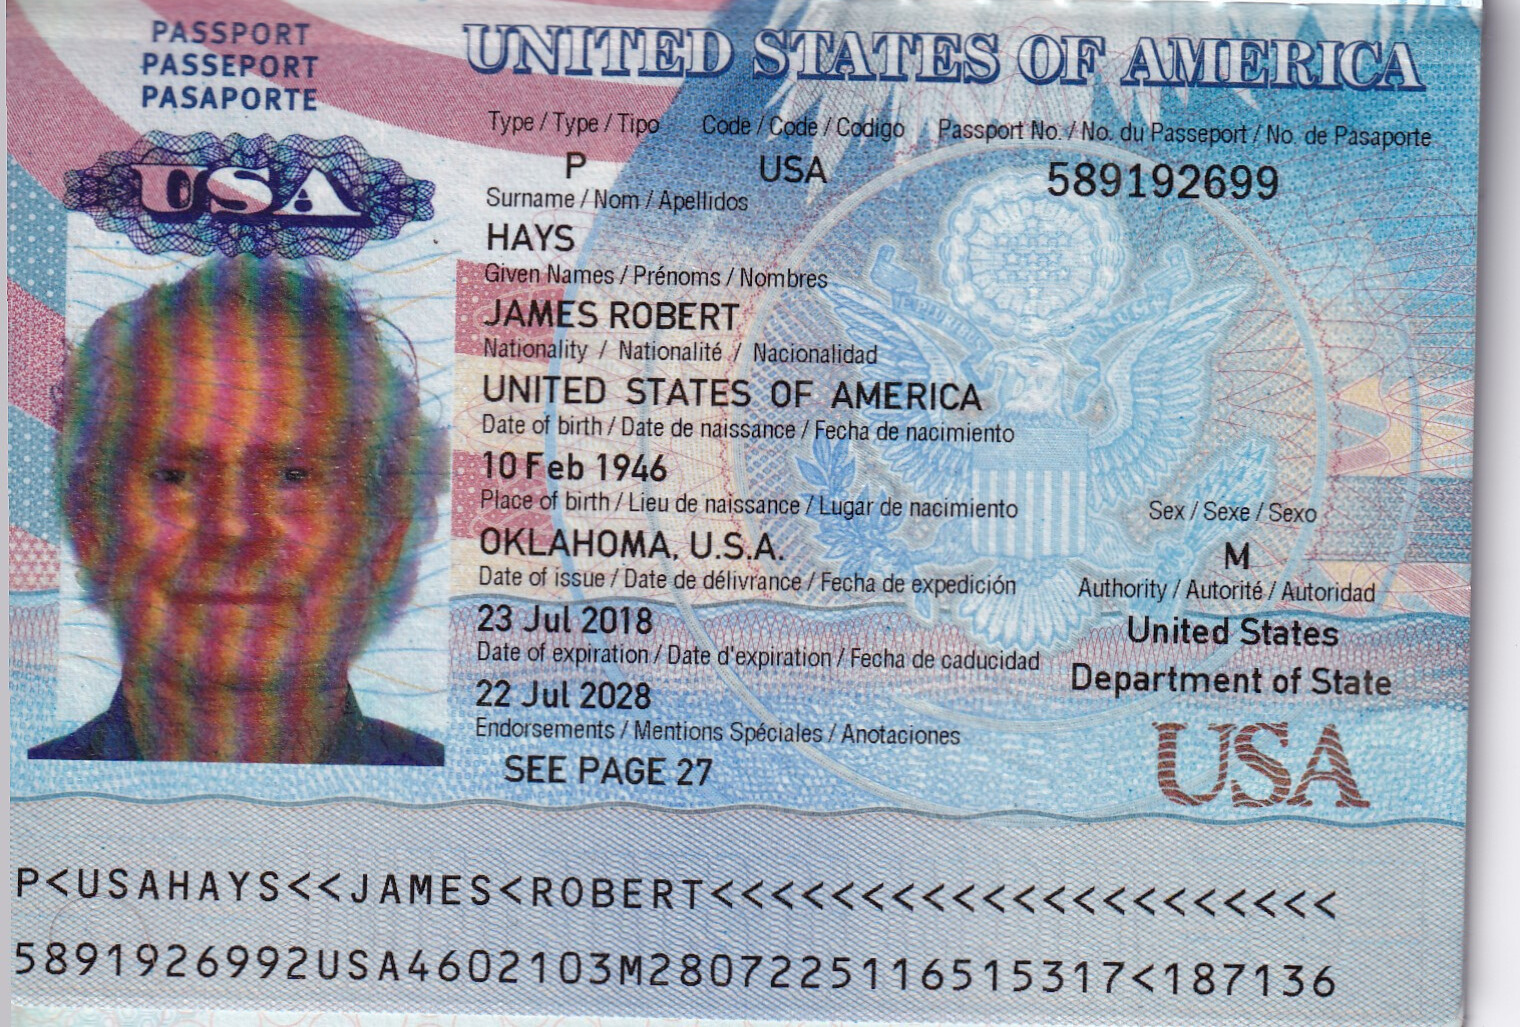 PASSPORT
PASSEPORT
PASAPORTE
USA
UNITED STATES OF AMERICA
Type / Type / Tipo Code / Code / Codigo Passport No. / No. du Passeport / No. de Pasaporte
P USA 589192699
Surname / Nom / Apellidos
HAYS
Given Names / Prénoms / Nombres
JAMES ROBERT
Nationality / Nationalité / Nacionalidad
UNITED STATES OF AMERICA
Date of birth / Date de naissance / Fecha de nacimiento
10 Feb 1946
Place of birth / Lieu de naissance / Lugar de nacimiento Sex / Sexe / Sexo
OKLAHOMA, U.S.A. M
Date of issue / Date de délivrance / Fecha de expedición Authority / Autorité / Autoridad
23 Jul 2018 United States
Date of expiration / Date d'expiration / Fecha de caducidad Department of State
22 Jul 2028
Endorsements / Mentions Spéciales / Anotaciones
SEE PAGE 27
USA
P<USAHAYS<<JAMES<ROBERT<<<<<<<<<<<<<<<<<<<<<
5891926992USA4602103M2807225116515317<187136